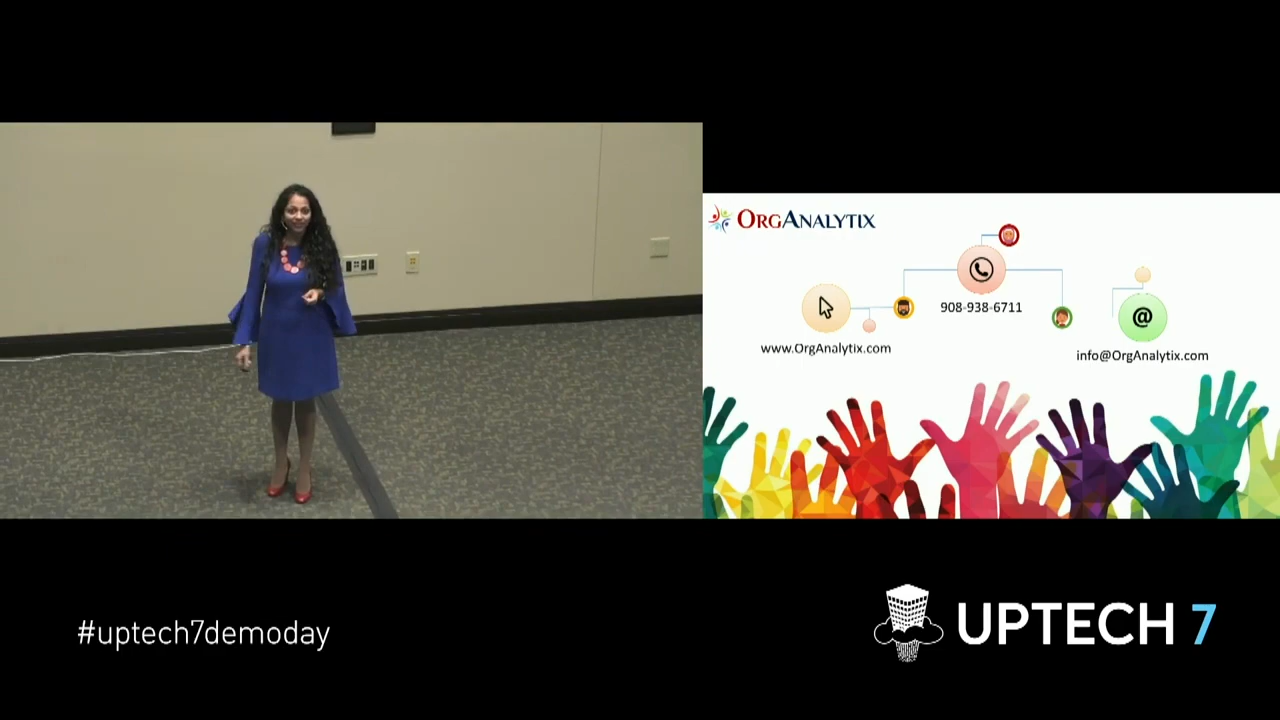 ORGANALYTIX
908-938-6711
www.OrgAnalytix.com
@
info@OrgAnalytix.com
#uptech7demoday
UPTECH 7